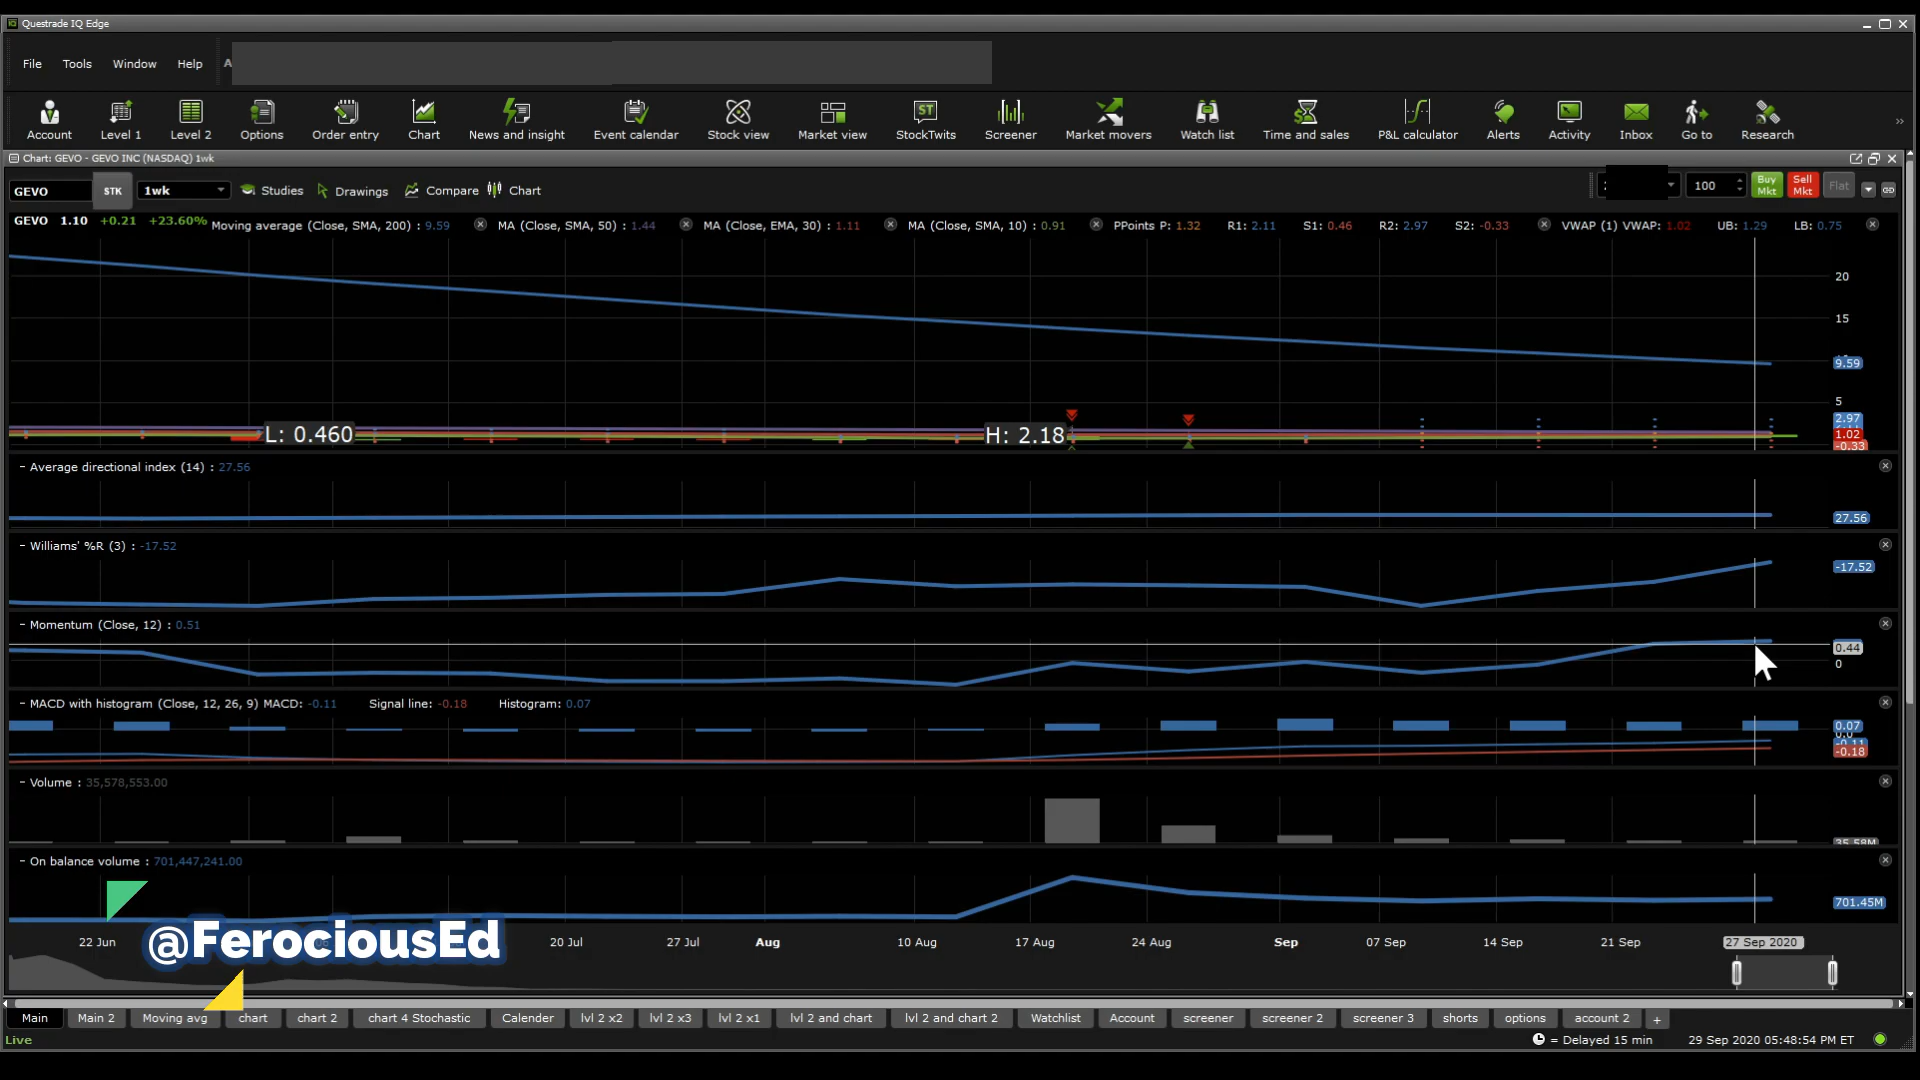 Questrade IQ Edge
File Tools Window Help A
Account Level 1 Level 2 Options Order entry Chart News and insight Event calendar Stock view Market view ST StockTwits Screener Market movers Watch list Time and sales P&L calculator Alerts Activity Inbox Go to Research
Chart: GEVO - GEVO INC (NASDAQ) 1wk
GEVO STK 1wk Studies Drawings Compare Chart 100 Buy Mkt Sell Mkt Flat
GEVO 1.10 +0.21 +23.60% Moving average (Close, SMA, 200) : 9.59 MA (Close, SMA, 50) : 1.44 MA (Close, EMA, 30) : 1.11 MA (Close, SMA, 10) : 0.91 PPoints P: 1.32 R1: 2.11 S1: 0.46 R2: 2.97 S2: -0.33 VWAP (1) VWAP: 1.02 UB: 1.29 LB: 0.75
20
15
9.59
5
2.97
L: 0.460 H: 2.18 1.02
-0.33
- Average directional index (14) : 27.56
27.56
- Williams' %R (3) : -17.52
-17.52
- Momentum (Close, 12) : 0.51
0.44
0
- MACD with histogram (Close, 12, 26, 9) MACD: -0.11 Signal line: -0.18 Histogram: 0.07
0.07
0.0
-0.11
-0.18
- Volume : 35,578,553.00
35.58M
- On balance volume : 701,447,241.00
701.45M
@FerociousEd
22 Jun 20 Jul 27 Jul Aug 10 Aug 17 Aug 24 Aug Sep 07 Sep 14 Sep 21 Sep 27 Sep 2020
Main Main 2 Moving avg chart chart 2 chart 4 Stochastic Calender lvl 2 x2 lvl 2 x3 lvl 2 x1 lvl 2 and chart lvl 2 and chart 2 Watchlist Account screener screener 2 screener 3 shorts options account 2 +
Live = Delayed 15 min 29 Sep 2020 05:48:54 PM ET